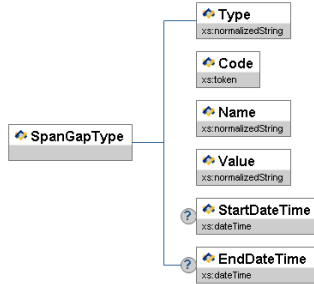 Type
xs:normalizedString
Code
xs:token
Name
xs:normalizedString
SpanGapType
Value
xs:normalizedString
? StartDateTime
xs:dateTime
? EndDateTime
xs:dateTime